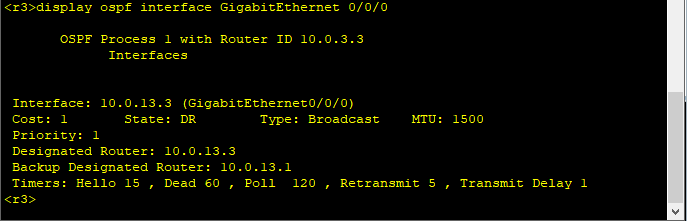 <r3>display ospf interface GigabitEthernet 0/0/0
OSPF Process 1 with Router ID 10.0.3.3
Interfaces
Interface: 10.0.13.3 (GigabitEthernet0/0/0)
Cost: 1 State: DR Type: Broadcast MTU: 1500
Priority: 1
Designated Router: 10.0.13.3
Backup Designated Router: 10.0.13.1
Timers: Hello 15 , Dead 60 , Poll 120 , Retransmit 5 , Transmit Delay 1
<r3>